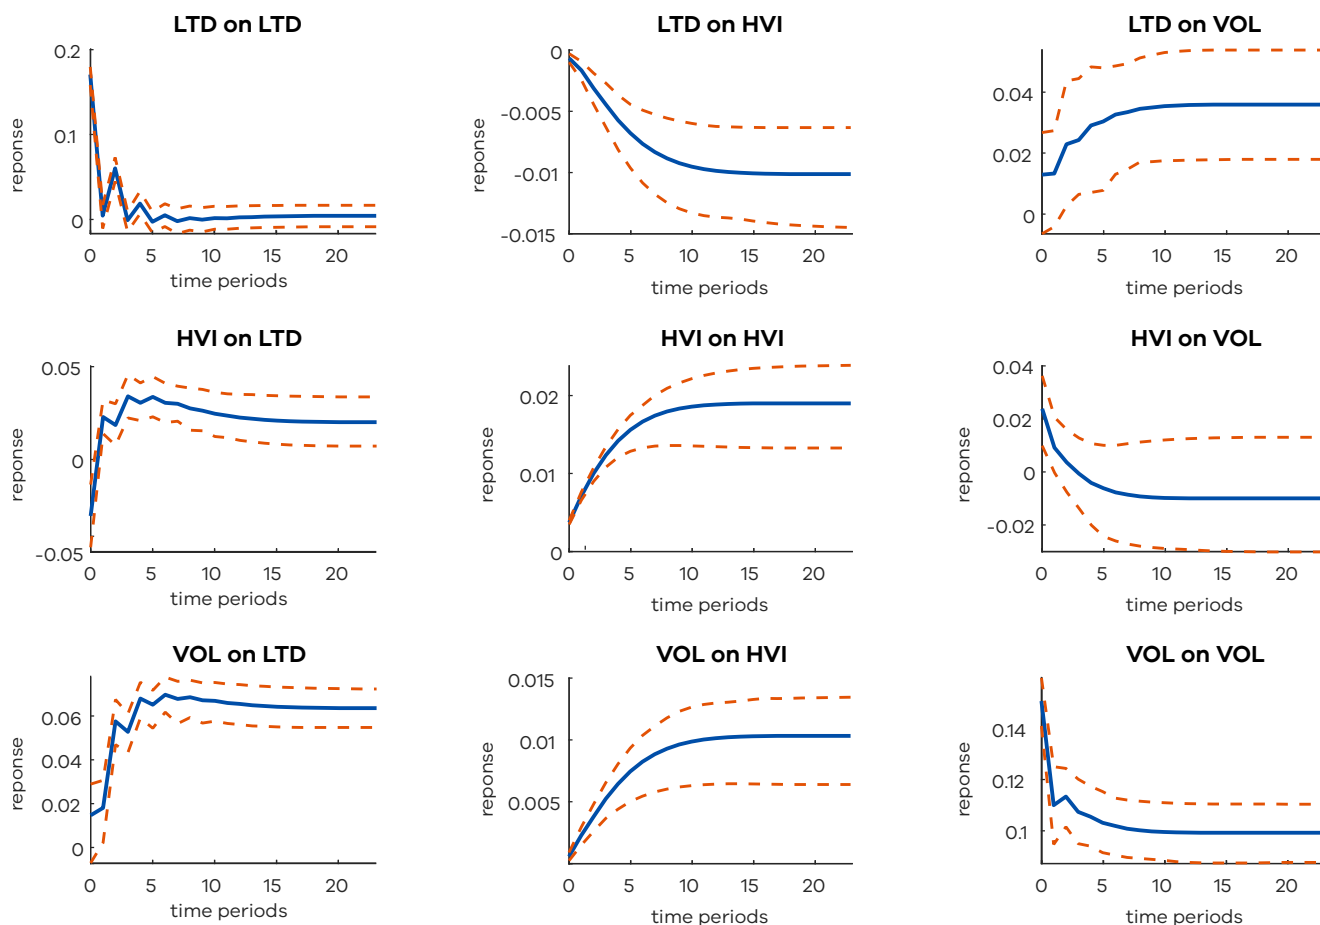 LTD on LTD
0.2
0.1
0
reponse
0 5 10 15 20
time periods
LTD on HVI
0
-0.005
-0.01
-0.015
reponse
0 5 10 15 20
time periods
LTD on VOL
0.04
0.02
0
reponse
0 5 10 15 20
time periods
HVI on LTD
0.05
0
-0.05
reponse
0 5 10 15 20
time periods
HVI on HVI
0.02
0.01
0
reponse
0 5 10 15 20
time periods
HVI on VOL
0.04
0.02
0
-0.02
reponse
0 5 10 15 20
time periods
VOL on LTD
0.06
0.04
0.02
0
reponse
0 5 10 15 20
time periods
VOL on HVI
0.015
0.01
0.005
reponse
0 5 10 15 20
time periods
VOL on VOL
0.14
0.12
0.1
reponse
0 5 10 15 20
time periods